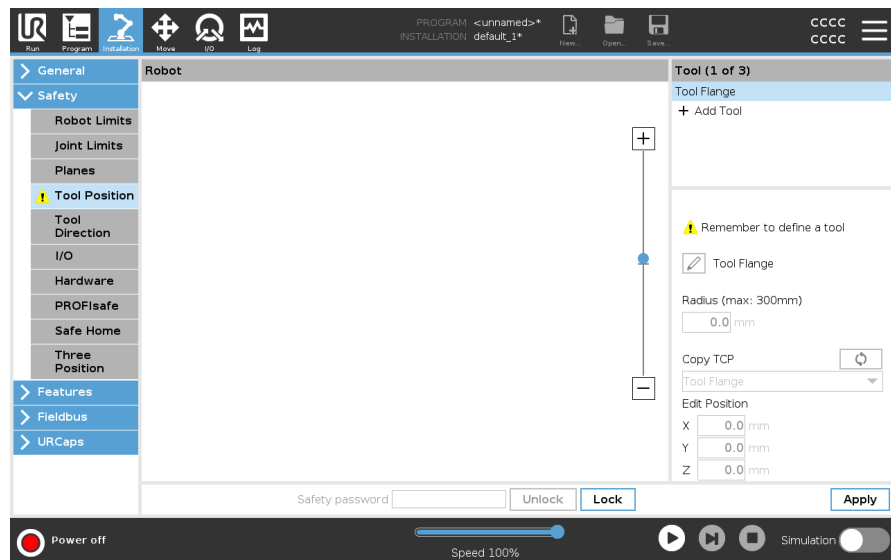 PROGRAM <unnamed>*
INSTALLATION default_1*
CCCC
CCCC
Run Program Installation Move I/O Log New... Open... Save...
General
Safety
Robot Limits
Joint Limits
Planes
Tool Position
Tool
Direction
I/O
Hardware
PROFIsafe
Safe Home
Three
Position
Features
Fieldbus
URCaps
Robot
Safety password Unlock Lock
Tool (1 of 3)
Tool Flange
+ Add Tool
Remember to define a tool
Tool Flange
Radius (max: 300mm)
0.0 mm
Copy TCP
Tool Flange
Edit Position
X 0.0 mm
Y 0.0 mm
Z 0.0 mm
Apply
Power off
Speed 100%
Simulation